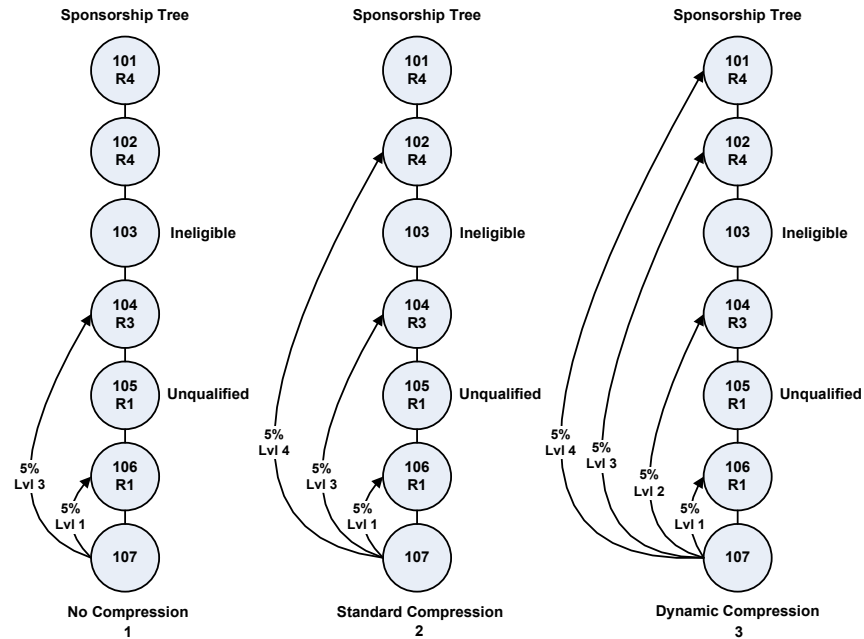 Sponsorship Tree
101
R4
102
R4
103
Ineligible
104
R3
105
R1
Unqualified
106
R1
107
5%
Lvl 3
5%
Lvl 1
No Compression
1
Sponsorship Tree
101
R4
102
R4
103
Ineligible
104
R3
105
R1
Unqualified
106
R1
107
5%
Lvl 4
5%
Lvl 3
5%
Lvl 1
Standard Compression
2
Sponsorship Tree
101
R4
102
R4
103
Ineligible
104
R3
105
R1
Unqualified
106
R1
107
5%
Lvl 4
5%
Lvl 3
5%
Lvl 2
5%
Lvl 1
Dynamic Compression
3